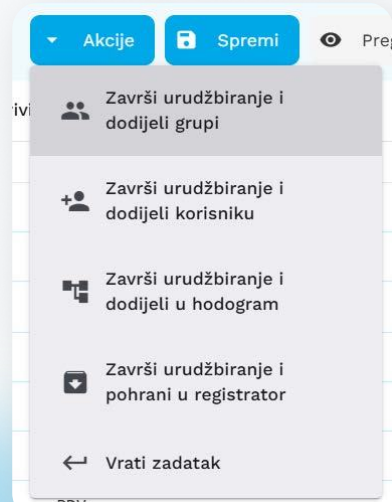 Akcije
Spremi
Završi urudžbiranje i
dodijeli grupi
Završi urudžbiranje i
dodijeli korisniku
Završi urudžbiranje i
dodijeli u hodogram
Završi urudžbiranje i
pohrani u registrator
Vrati zadatak